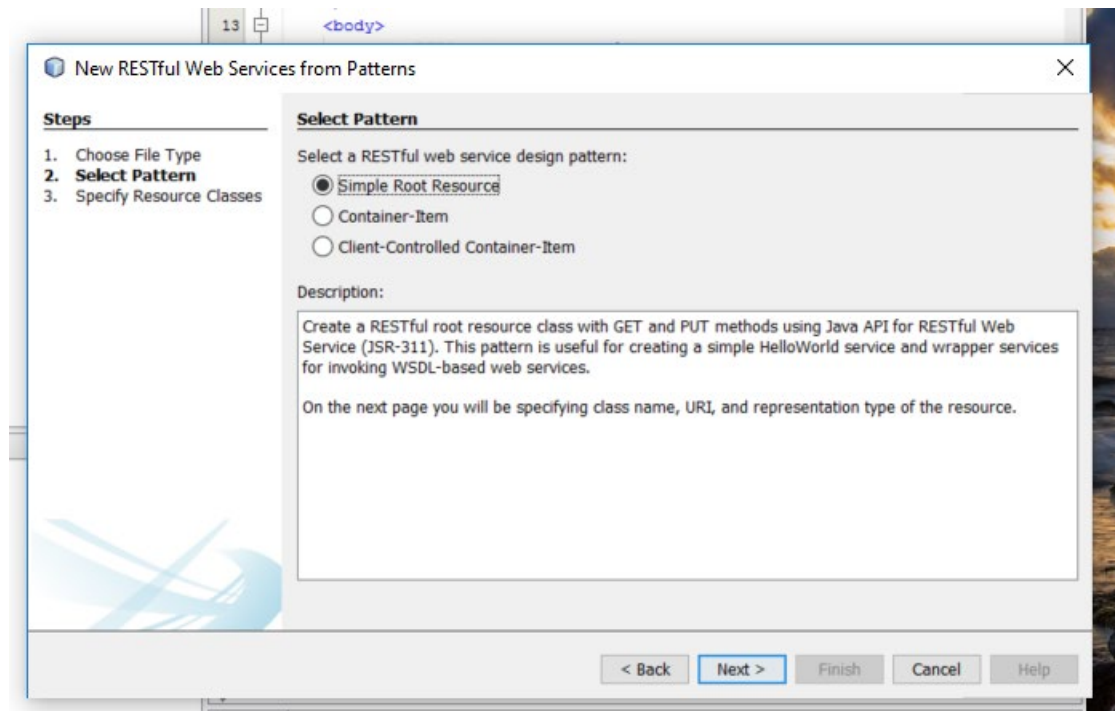 13
<body>
New RESTful Web Services from Patterns
Steps
1. Choose File Type
2. Select Pattern
3. Specify Resource Classes
Select Pattern
Select a RESTful web service design pattern:
Simple Root Resource
Container-Item
Client-Controlled Container-Item
Description:
Create a RESTful root resource class with GET and PUT methods using Java API for RESTful Web
Service (JSR-311). This pattern is useful for creating a simple HelloWorld service and wrapper services
for invoking WSDL-based web services.
On the next page you will be specifying class name, URI, and representation type of the resource.
< Back
Next >
Finish
Cancel
Help